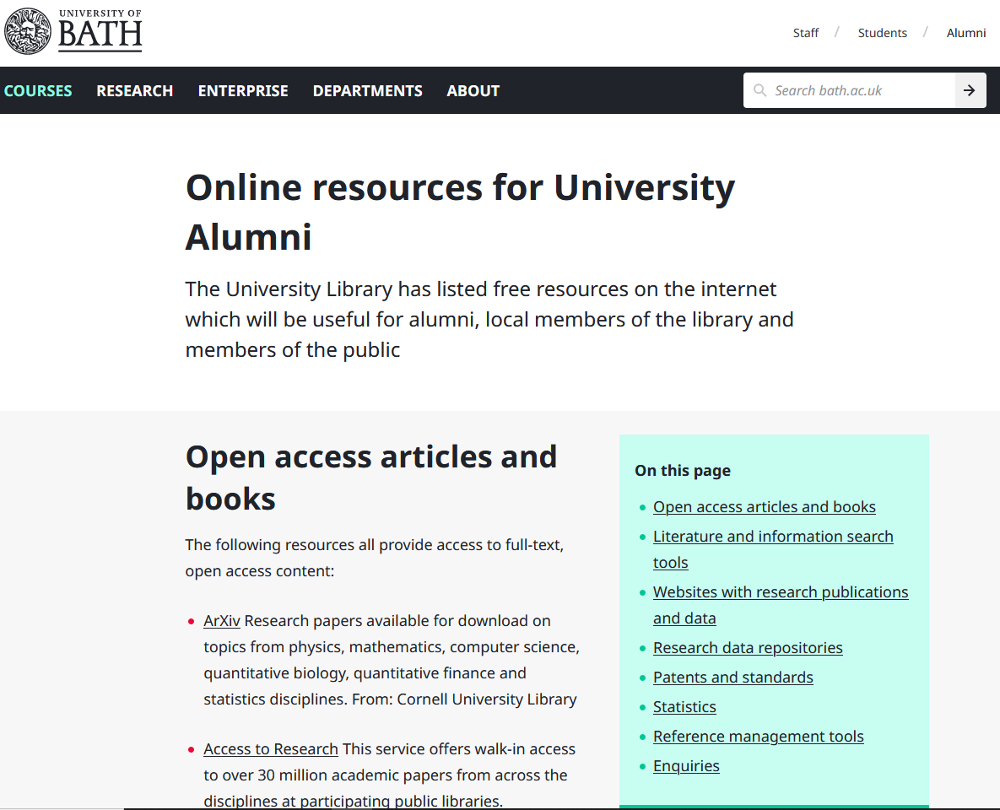 UNIVERSITY OF
BATH
Staff / Students / Alumni
COURSES RESEARCH ENTERPRISE DEPARTMENTS ABOUT
Search bath.ac.uk
Online resources for University
Alumni
The University Library has listed free resources on the internet
which will be useful for alumni, local members of the library and
members of the public
Open access articles and
books
The following resources all provide access to full-text,
open access content:
ArXiv Research papers available for download on
topics from physics, mathematics, computer science,
quantitative biology, quantitative finance and
statistics disciplines. From: Cornell University Library
Access to Research This service offers walk-in access
to over 30 million academic papers from across the
disciplines at participating public libraries.
On this page
Open access articles and books
Literature and information search
tools
Websites with research publications
and data
Research data repositories
Patents and standards
Statistics
Reference management tools
Enquiries